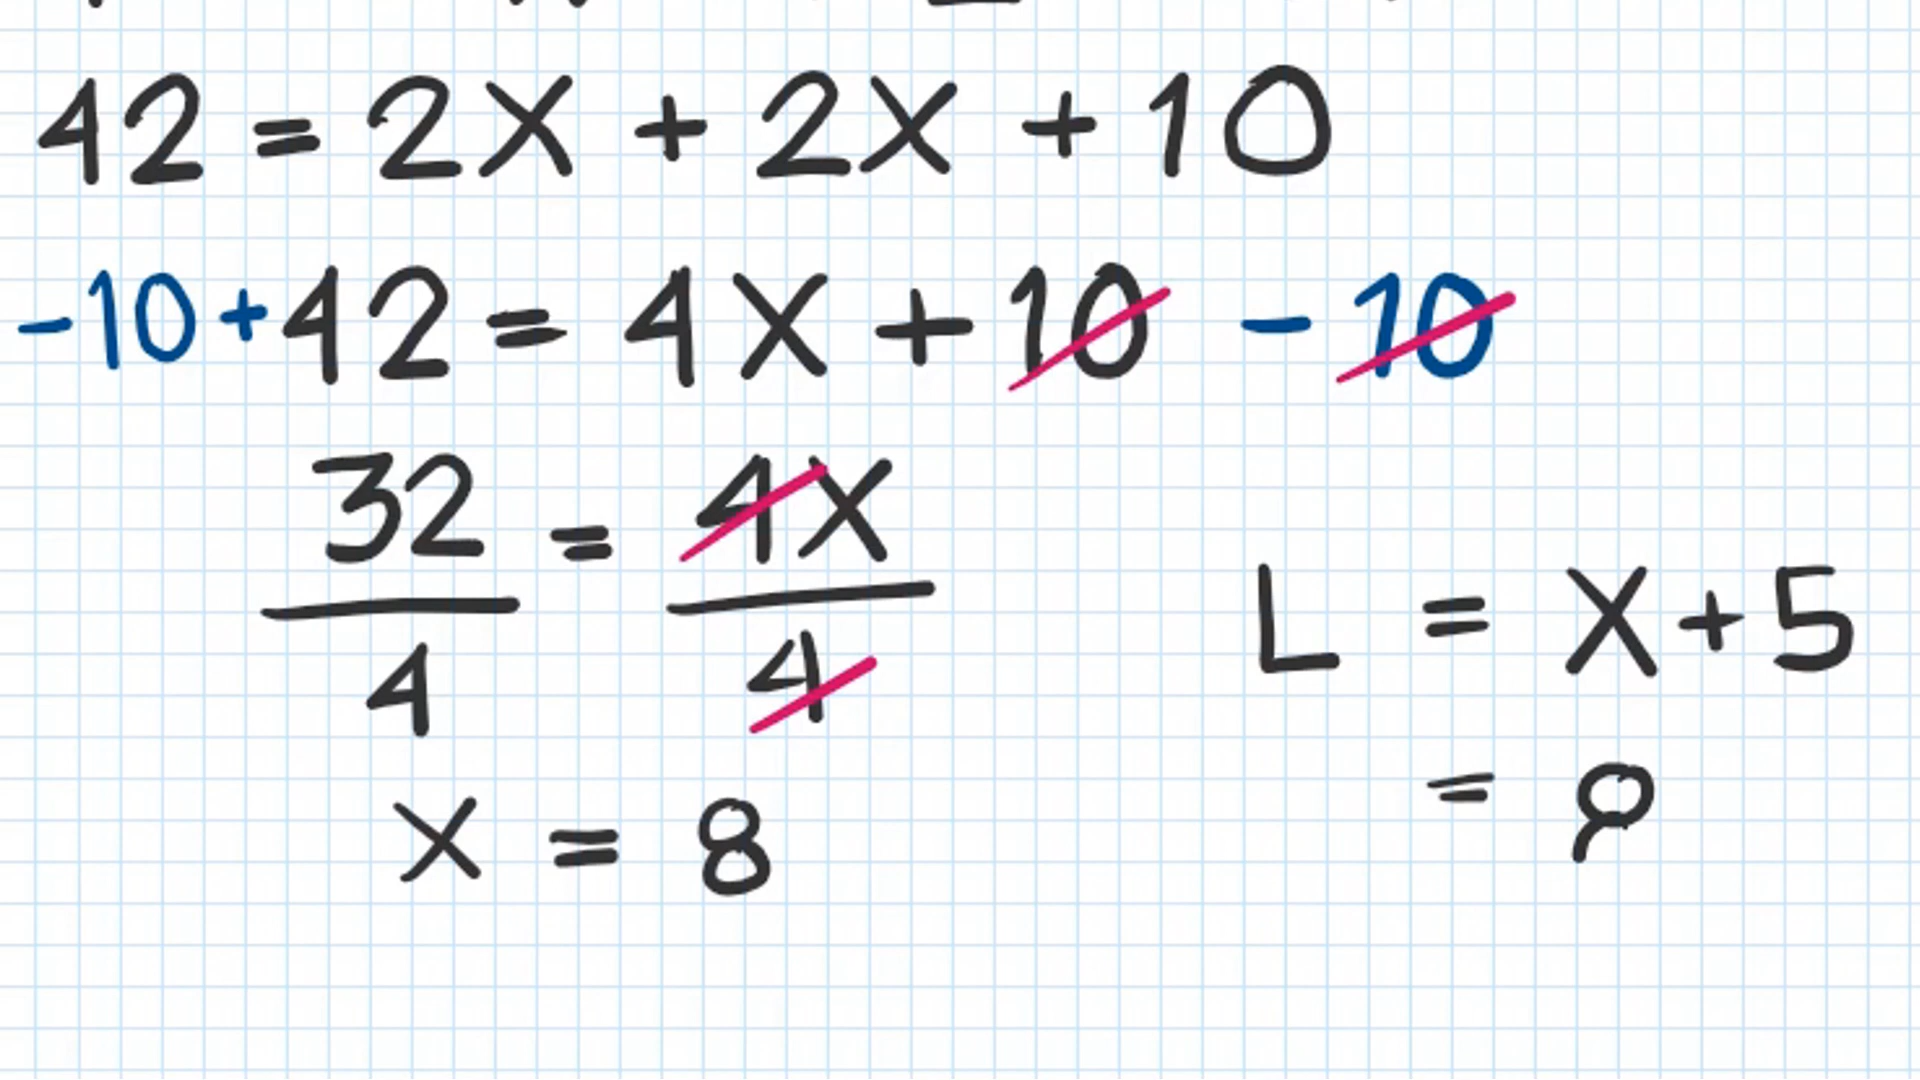 42 = 2X + 2X + 10
-10 + 42 = 4X + 10 - 10
32 = 4X
4 4
X = 8
L = X + 5
=